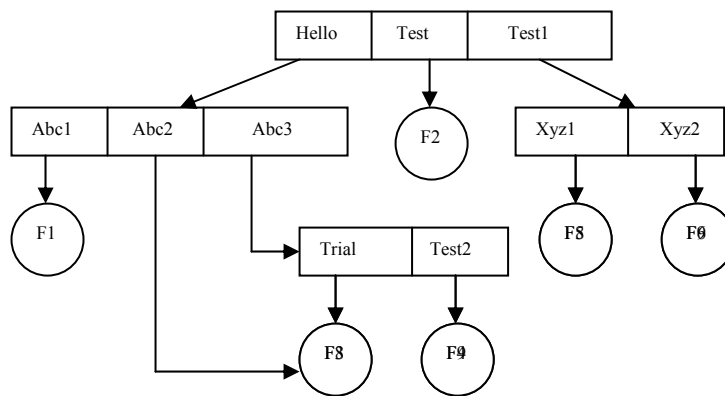 Hello Test Test1
Abc1 Abc2 Abc3
F2
Xyz1 Xyz2
F1
Trial Test2